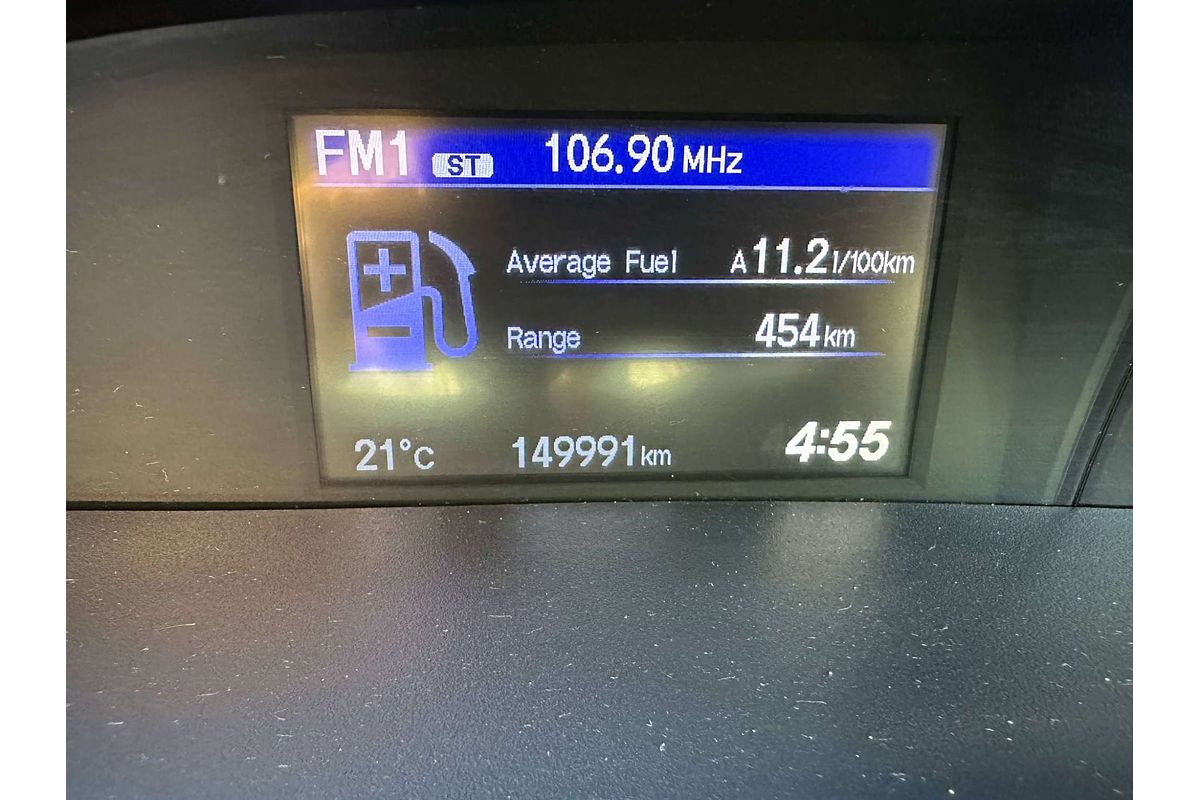 FM1 ST 106.90 MHz
Average Fuel A 11.2 l/100km
Range 454 km
21°C 149991 km 4:55